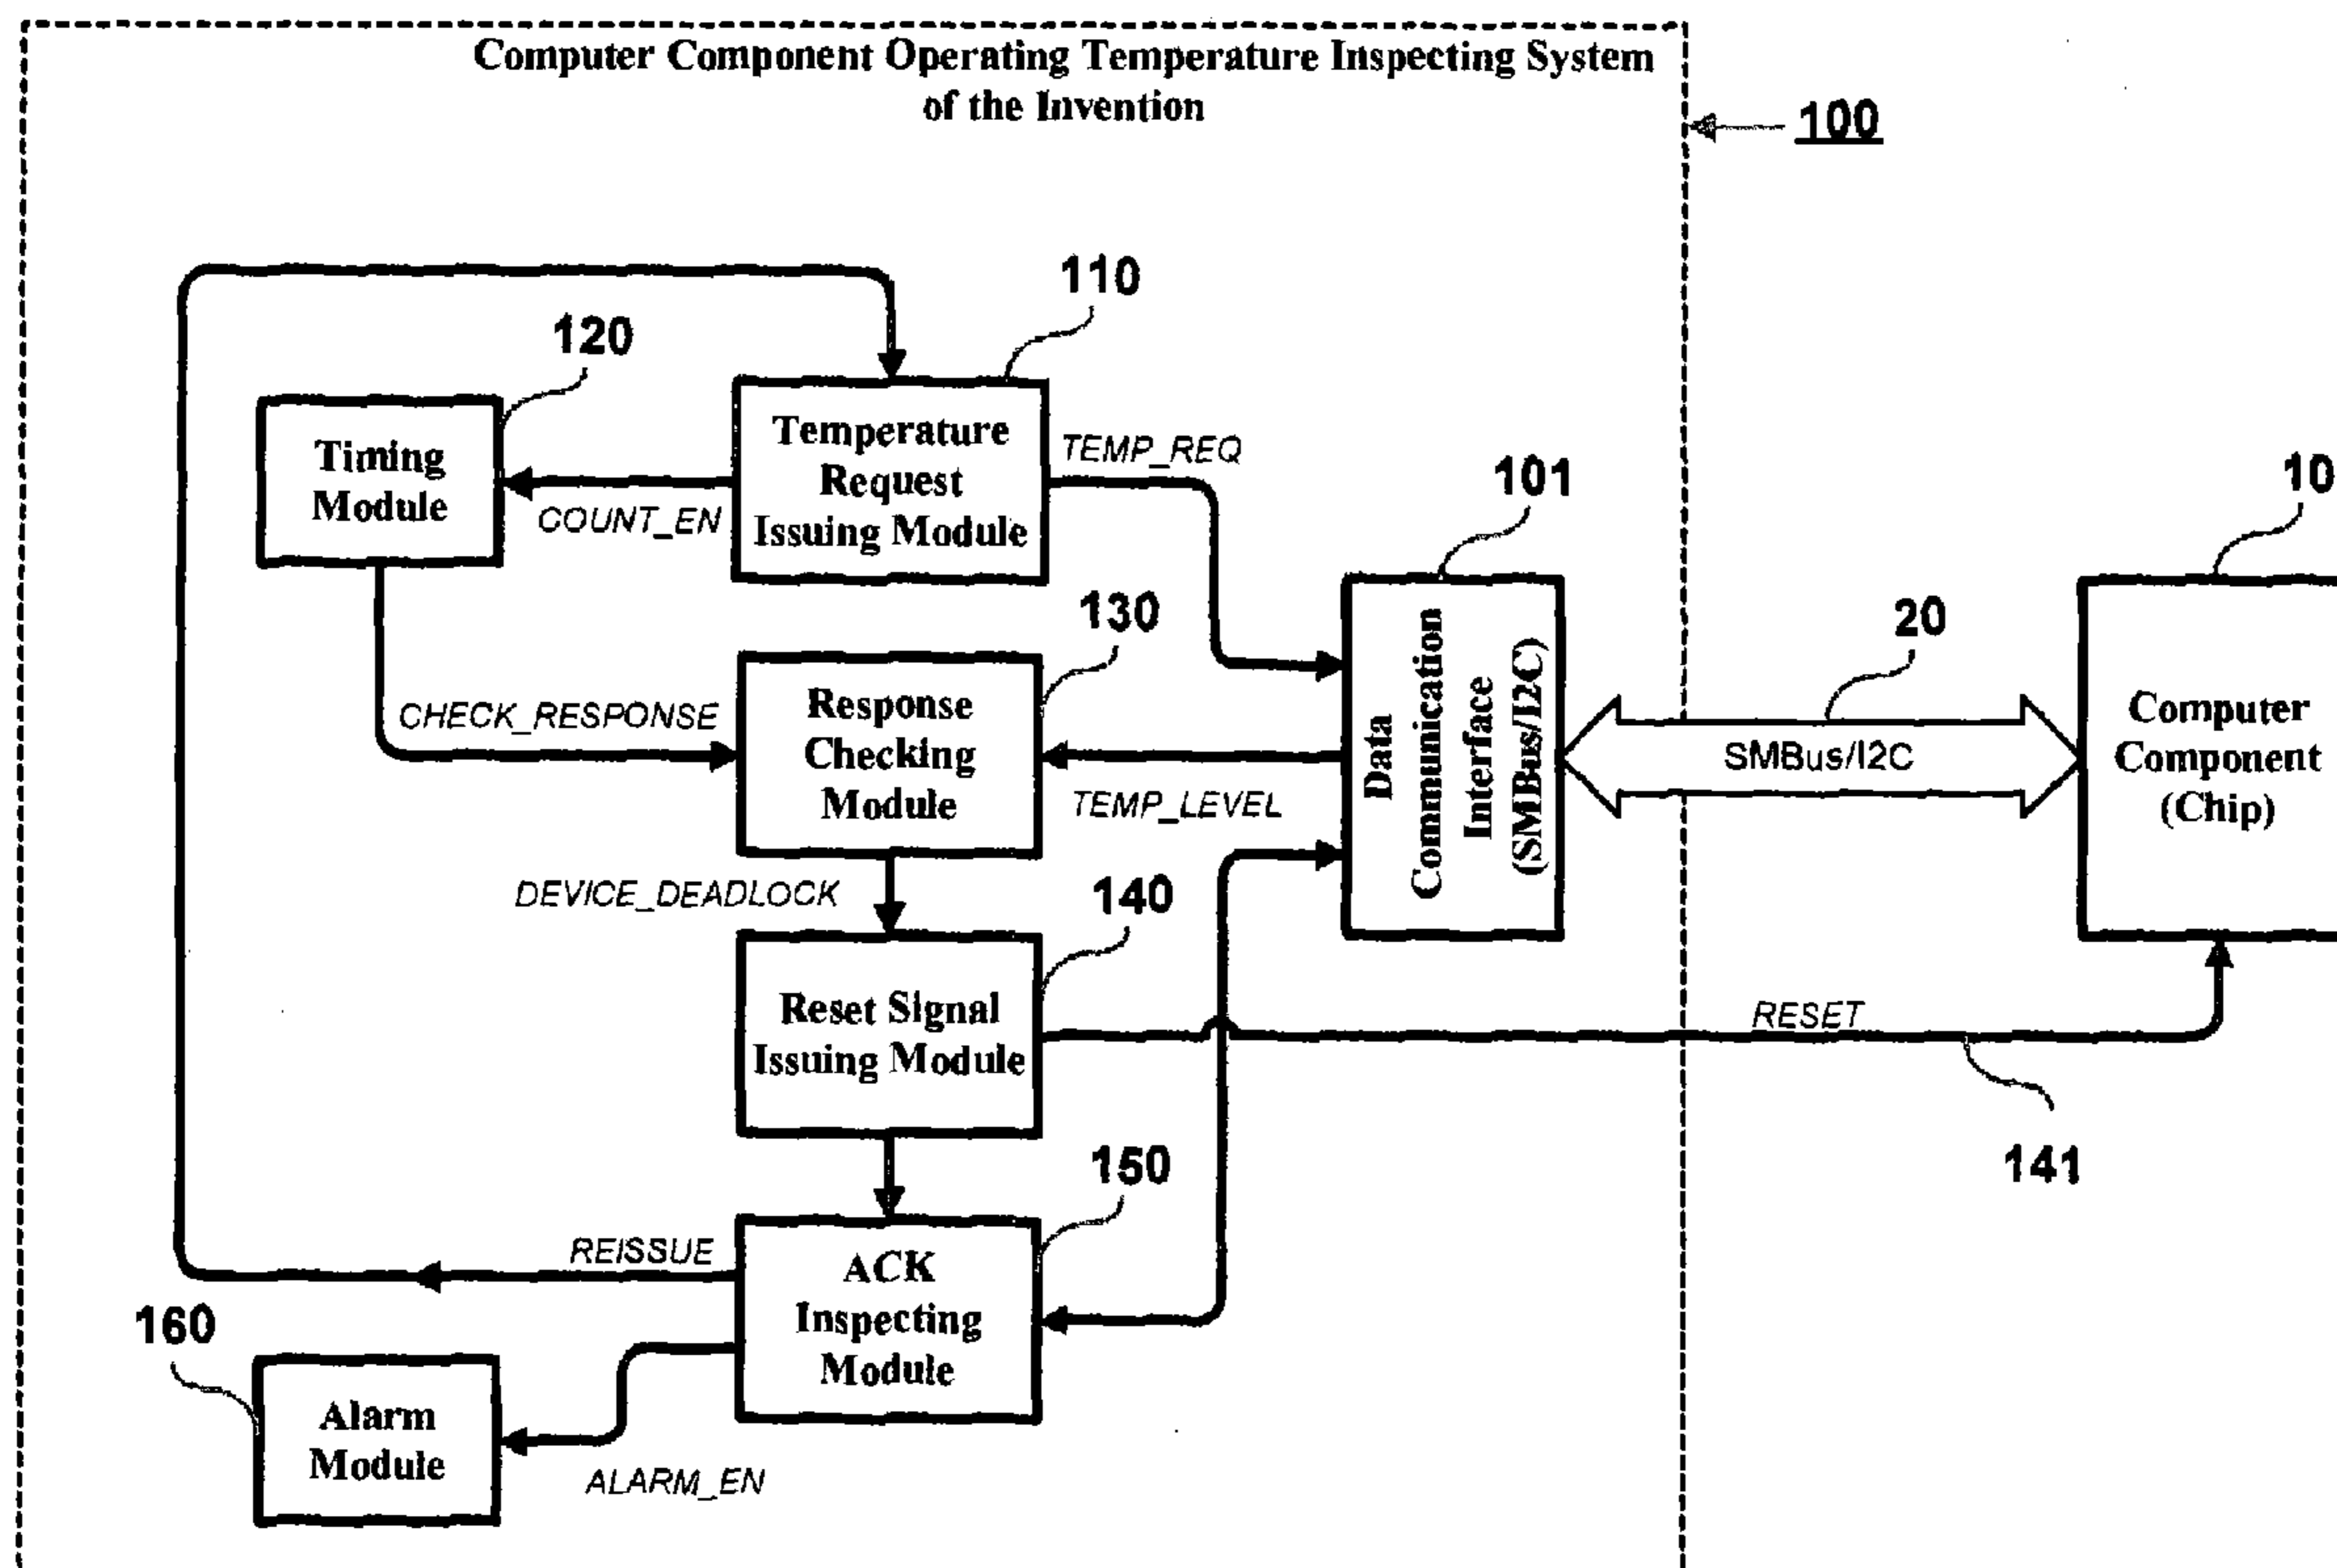 Computer Component Operating Temperature Inspecting System
of the Invention
100
110
120
Timing
Module
Temperature
Request
Issuing Module
TEMP_REQ
COUNT_EN
101
10
130
20
CHECK_RESPONSE
Response
Checking
Module
TEMP_LEVEL
Data
Communication
Interface
(SMBus/I2C)
SMBus/I2C
Computer
Component
(Chip)
DEVICE_DEADLOCK
140
Reset Signal
Issuing Module
RESET
141
150
REISSUE
ACK
Inspecting
Module
160
Alarm
Module
ALARM_EN